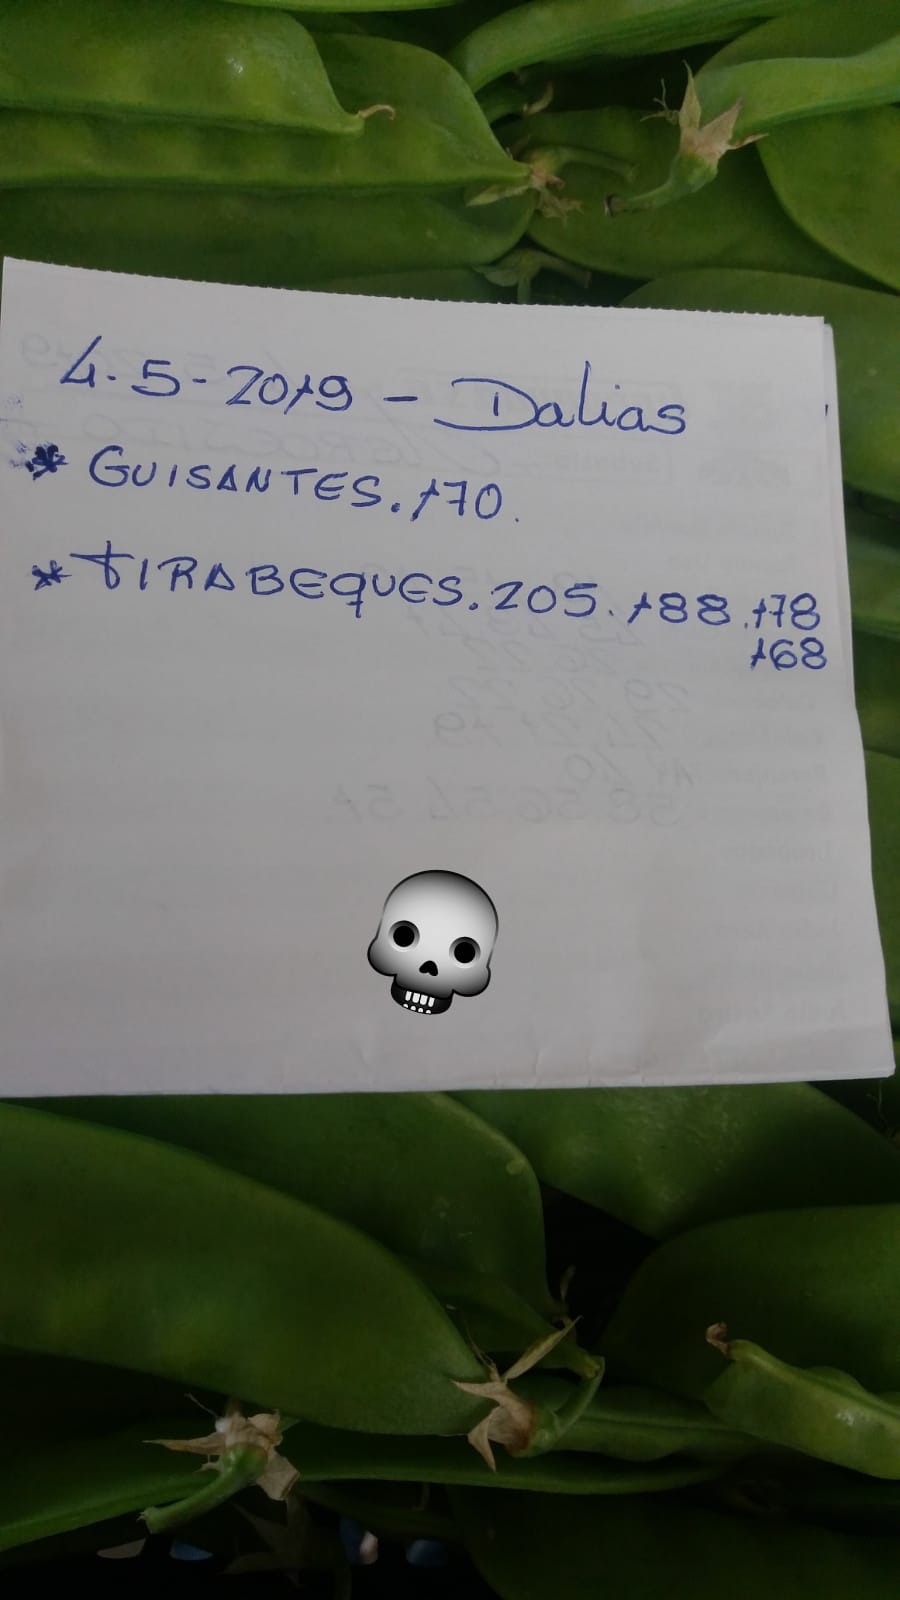 4-5-2019 - Dalias
* GUISANTES. 170.
* TIRABEQUES. 205. 188. 178
168